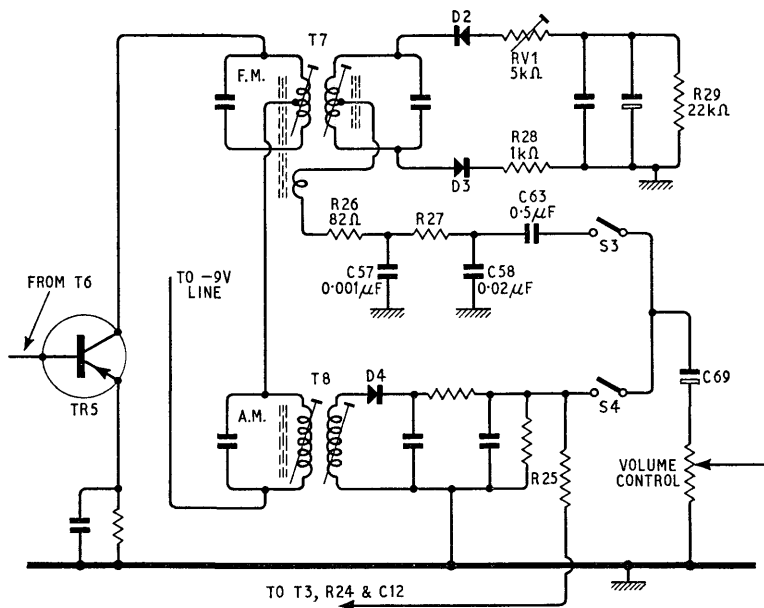 T7
D2
RV1
5kΩ
F.M.
R29
22kΩ
R28
1kΩ
D3
C63
0·5μF
R26
82Ω
R27
S3
C57
0·001μF
C58
0·02μF
TO −9V
LINE
FROM T6
TR5
T8
D4
A.M.
S4
C69
R25
VOLUME
CONTROL
TO T3, R24 & C12